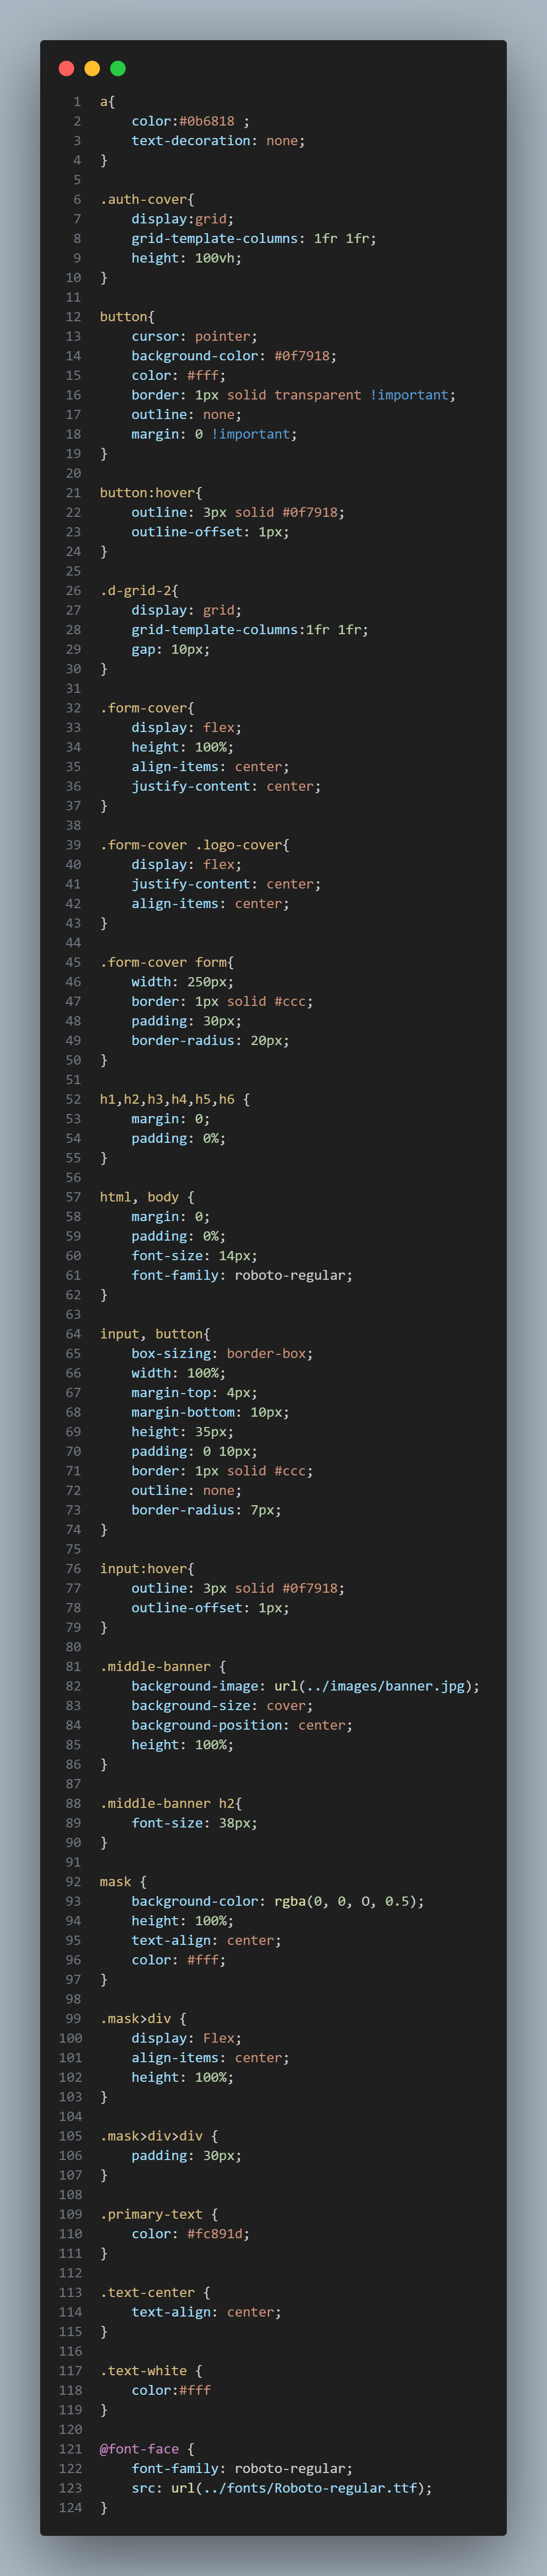 1 a{
2     color:#0b6818 ;
3     text-decoration: none;
4 }
5
6 .auth-cover{
7     display:grid;
8     grid-template-columns: 1fr 1fr;
9     height: 100vh;
10 }
11
12 button{
13     cursor: pointer;
14     background-color: #0f7918;
15     color: #fff;
16     border: 1px solid transparent !important;
17     outline: none;
18     margin: 0 !important;
19 }
20
21 button:hover{
22     outline: 3px solid #0f7918;
23     outline-offset: 1px;
24 }
25
26 .d-grid-2{
27     display: grid;
28     grid-template-columns:1fr 1fr;
29     gap: 10px;
30 }
31
32 .form-cover{
33     display: flex;
34     height: 100%;
35     align-items: center;
36     justify-content: center;
37 }
38
39 .form-cover .logo-cover{
40     display: flex;
41     justify-content: center;
42     align-items: center;
43 }
44
45 .form-cover form{
46     width: 250px;
47     border: 1px solid #ccc;
48     padding: 30px;
49     border-radius: 20px;
50 }
51
52 h1,h2,h3,h4,h5,h6 {
53     margin: 0;
54     padding: 0%;
55 }
56
57 html, body {
58     margin: 0;
59     padding: 0%;
60     font-size: 14px;
61     font-family: roboto-regular;
62 }
63
64 input, button{
65     box-sizing: border-box;
66     width: 100%;
67     margin-top: 4px;
68     margin-bottom: 10px;
69     height: 35px;
70     padding: 0 10px;
71     border: 1px solid #ccc;
72     outline: none;
73     border-radius: 7px;
74 }
75
76 input:hover{
77     outline: 3px solid #0f7918;
78     outline-offset: 1px;
79 }
80
81 .middle-banner {
82     background-image: url(../images/banner.jpg);
83     background-size: cover;
84     background-position: center;
85     height: 100%;
86 }
87
88 .middle-banner h2{
89     font-size: 38px;
90 }
91
92 mask {
93     background-color: rgba(0, 0, O, 0.5);
94     height: 100%;
95     text-align: center;
96     color: #fff;
97 }
98
99 .mask>div {
100     display: Flex;
101     align-items: center;
102     height: 100%;
103 }
104
105 .mask>div>div {
106     padding: 30px;
107 }
108
109 .primary-text {
110     color: #fc891d;
111 }
112
113 .text-center {
114     text-align: center;
115 }
116
117 .text-white {
118     color:#fff
119 }
120
121 @font-face {
122     font-family: roboto-regular;
123     src: url(../fonts/Roboto-regular.ttf);
124 }